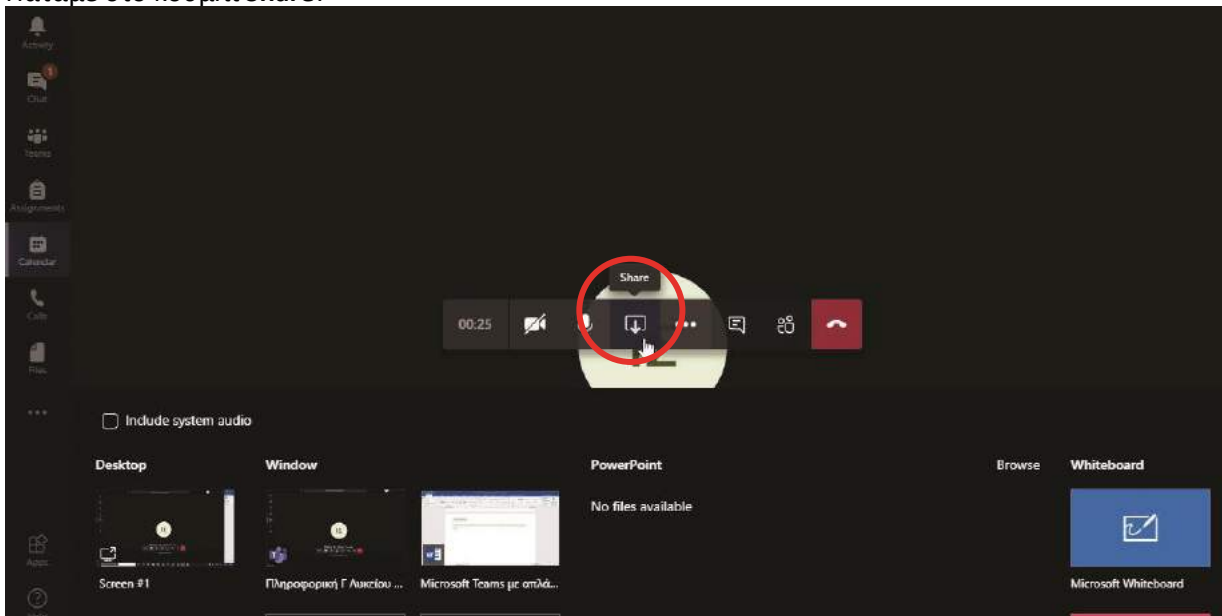 Activity
1
Chat
Teams
Assignments
Calendar
Calls
Files
Share
00:25
Include system audio
Desktop
Window
PowerPoint
Browse
Whiteboard
No files available
Screen #1
Πληροφορική Γ Λυκείου ...
Microsoft Teams με απλά...
Microsoft Whiteboard
Apps